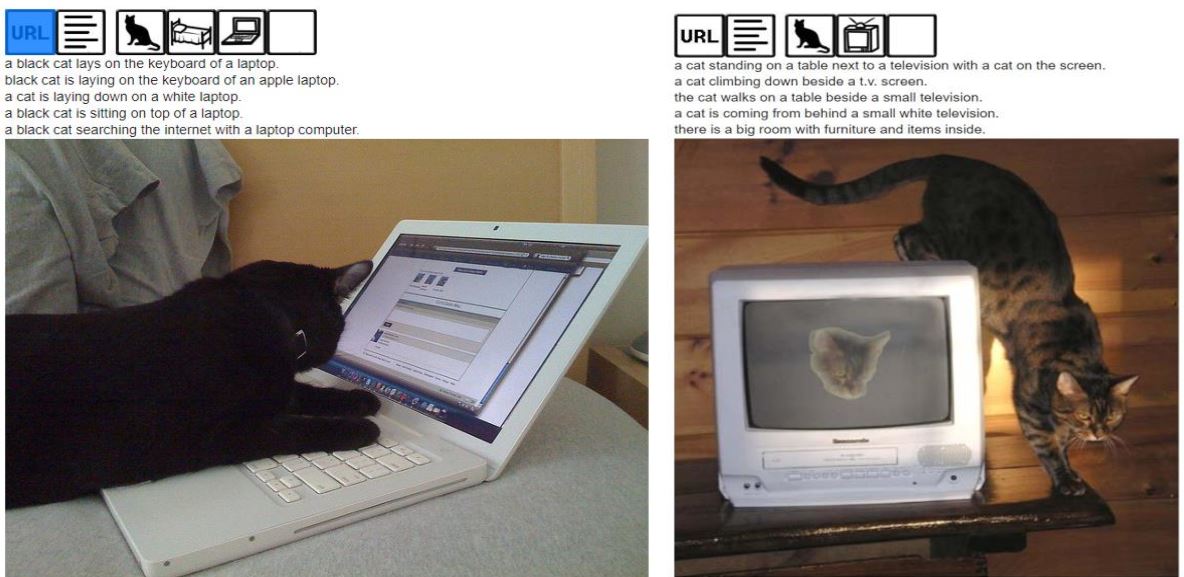 URL
a black cat lays on the keyboard of a laptop.
black cat is laying on the keyboard of an apple laptop.
a cat is laying down on a white laptop.
a black cat is sitting on top of a laptop.
a black cat searching the internet with a laptop computer.
URL
a cat standing on a table next to a television with a cat on the screen.
a cat climbing down beside a t.v. screen.
the cat walks on a table beside a small television.
a cat is coming from behind a small white television.
there is a big room with furniture and items inside.